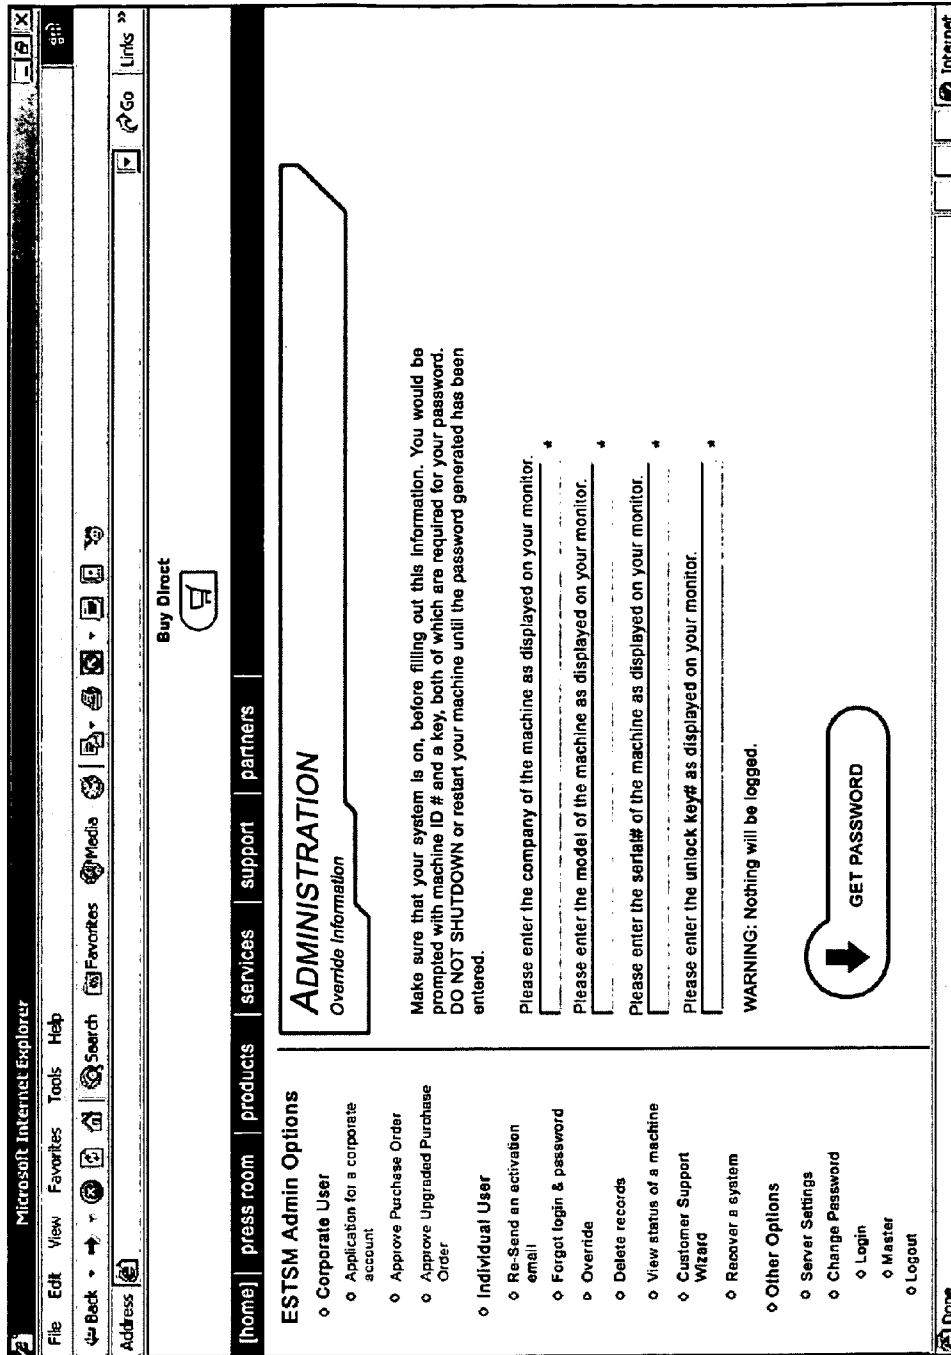 Microsoft Internet Explorer
File Edit View Favorites Tools Help
Back Search Favorites Media
Address Go Links »
Buy Direct
[home] | press room | products | services | support | partners |
ESTSM Admin Options
Corporate User
Application for a corporate
account
Approve Purchase Order
Approve Upgraded Purchase
Order
Individual User
Re-Send an activation
email
Forgot login & password
Override
Delete records
View status of a machine
Customer Support
Wizard
Recover a system
Other Options
Server Settings
Change Password
Login
Master
Logout
ADMINISTRATION
Override Information
Make sure that your system is on, before filling out this information. You would be
prompted with machine ID # and a key, both of which are required for your password.
DO NOT SHUTDOWN or restart your machine until the password generated has been
entered.
Please enter the company of the machine as displayed on your monitor.
*
Please enter the model of the machine as displayed on your monitor.
*
Please enter the serial# of the machine as displayed on your monitor.
*
Please enter the unlock key# as displayed on your monitor.
*
WARNING: Nothing will be logged.
GET PASSWORD
Done Internet